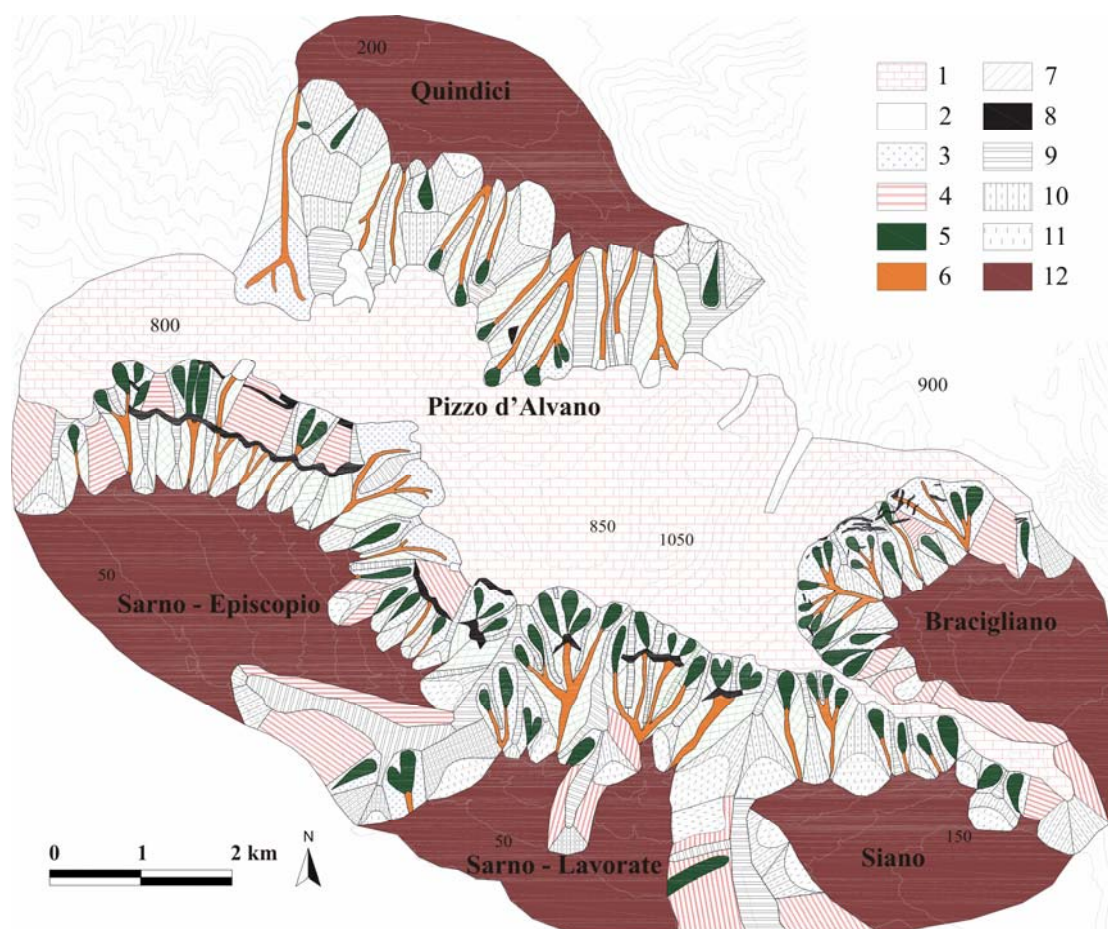 200
Quindici
1 7
2 8
3 9
4 10
5 11
6 12
800
900
Pizzo d'Alvano
850
1050
50
Sarno - Episcopio
Bracigliano
50
150
Sarno - Lavorate
Siano
N
0 1 2 km